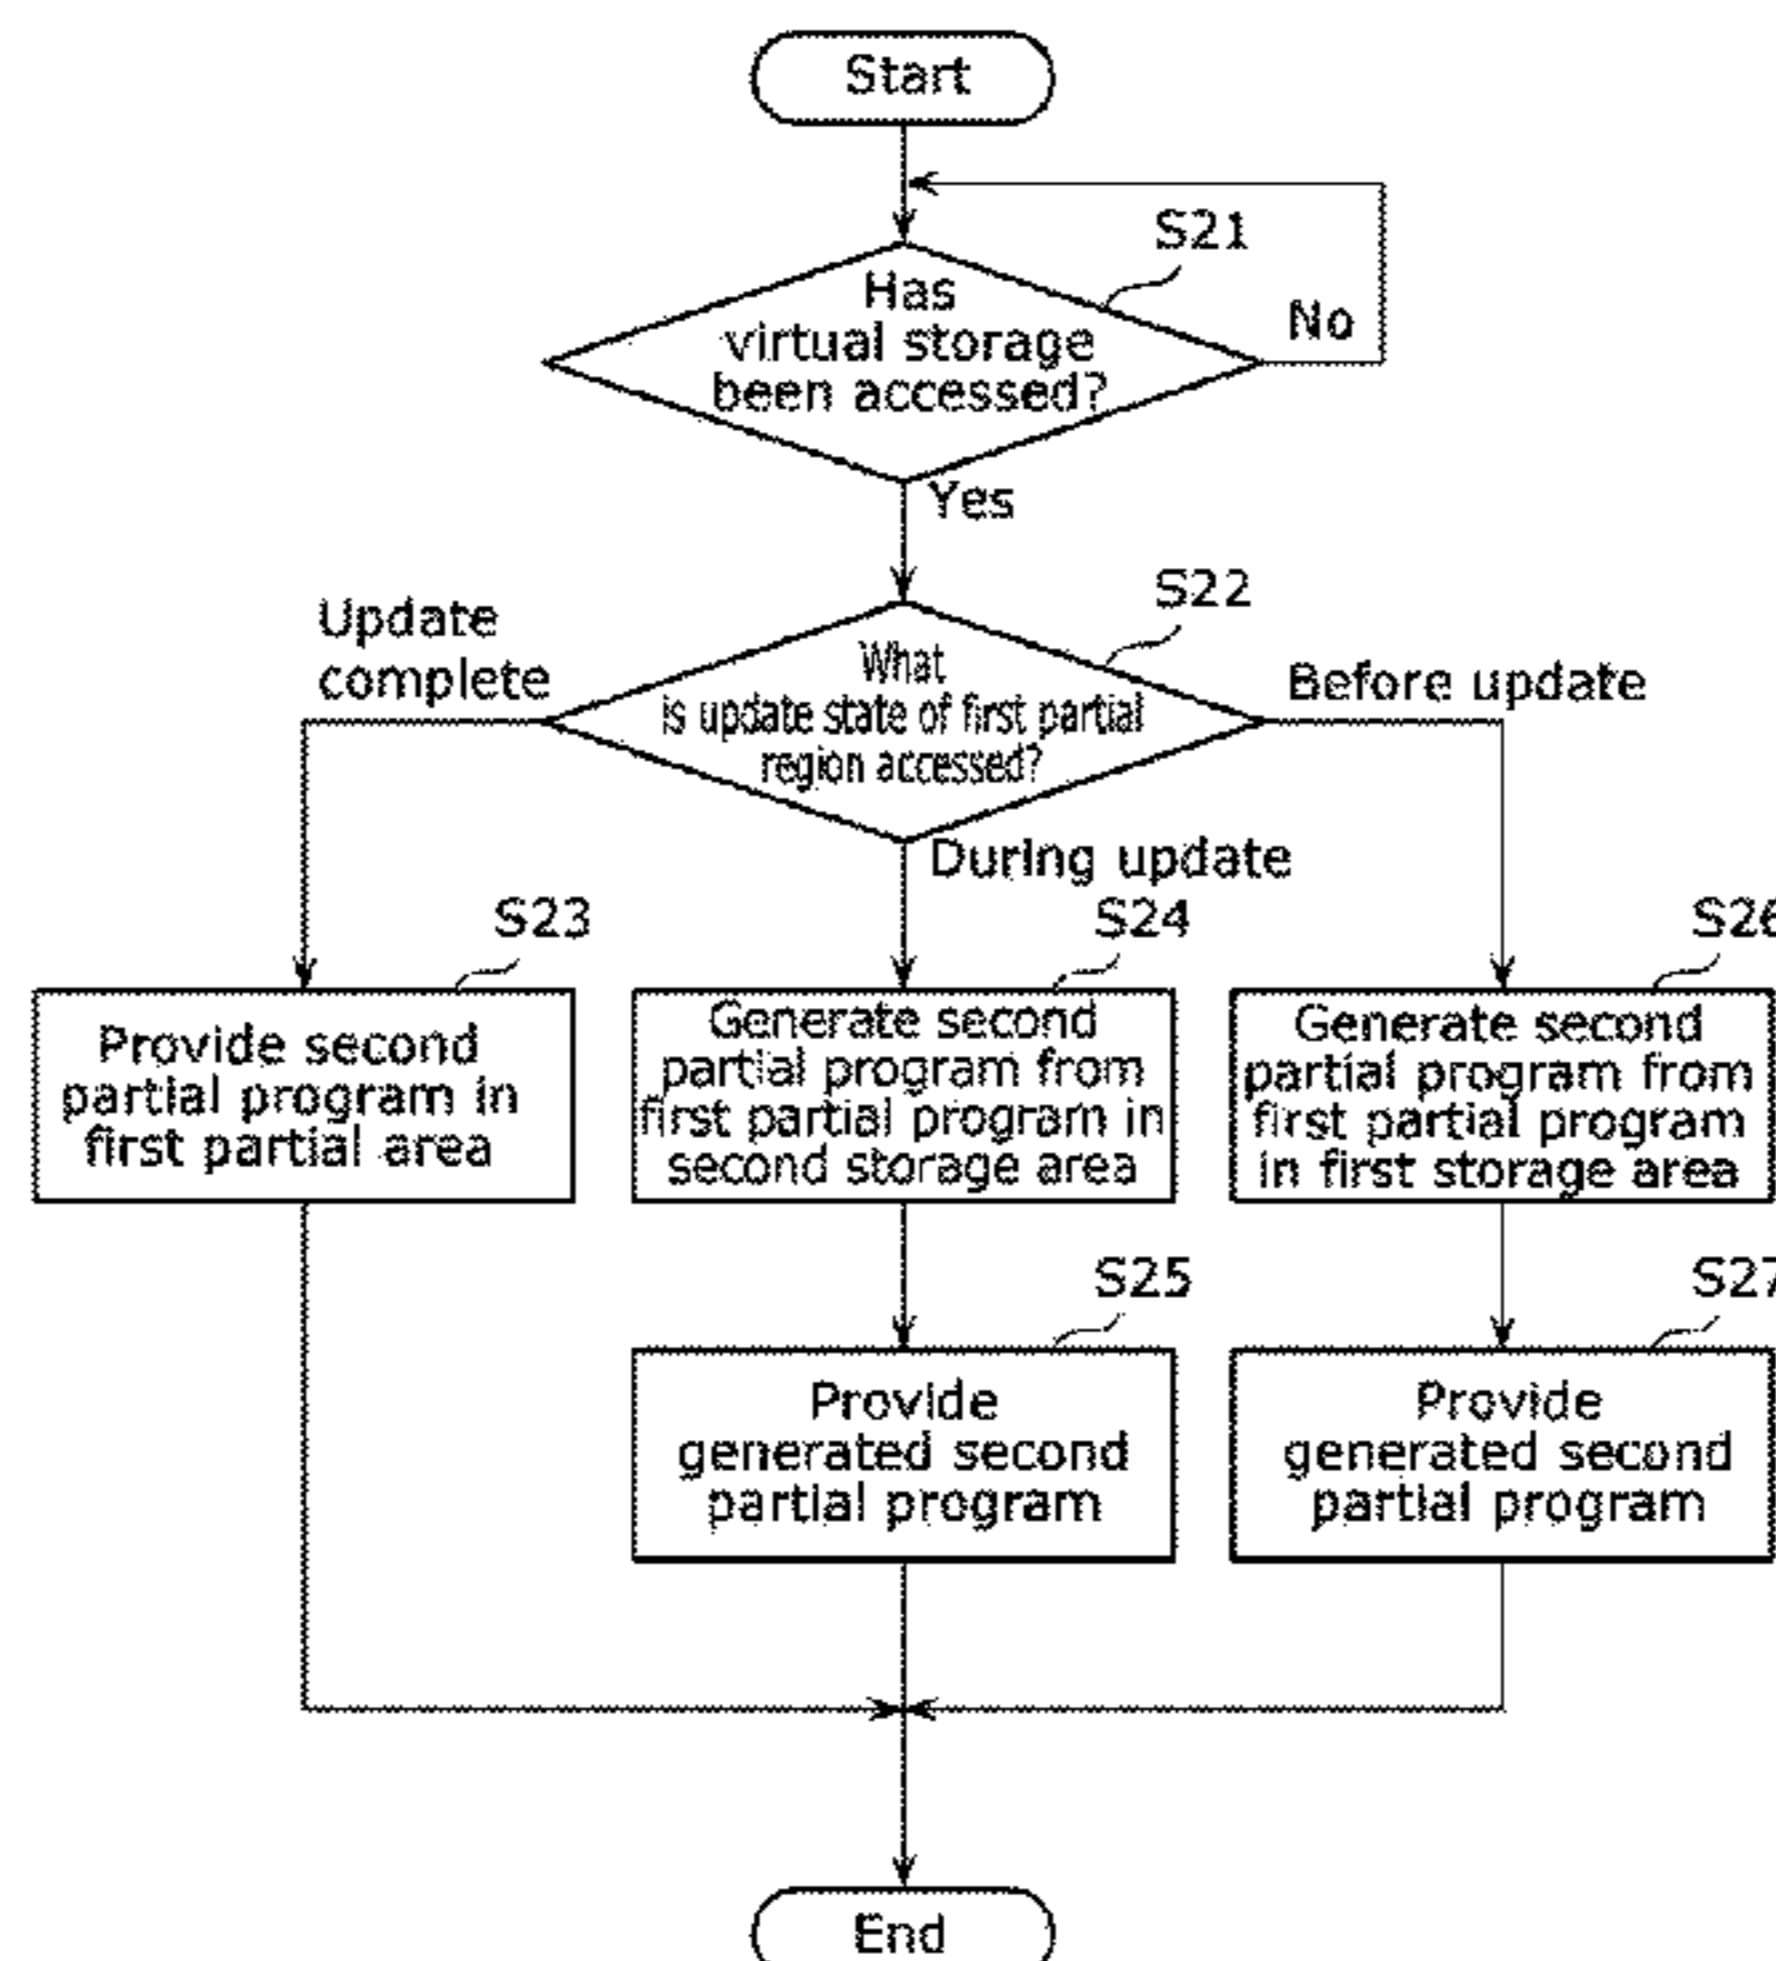 Start
S21
Has
virtual storage
been accessed?
No
Yes
S22
Update
complete
What
is update state of first partial
region accessed?
Before update
During update
S23
S24
S26
Provide second
partial program in
first partial area
Generate second
partial program from
first partial program in
second storage area
Generate second
partial program from
first partial program
in first storage area
S25
S27
Provide
generated second
partial program
Provide
generated second
partial program
End